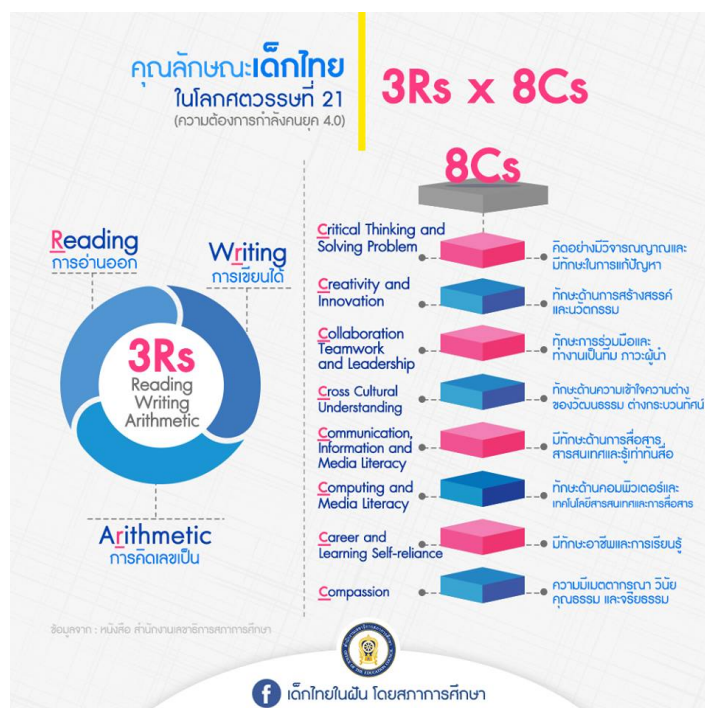 คุณลักษณะเด็กไทย
ในโลกศตวรรษที่ 21
(ความต้องการกำลังคนยุค 4.0)
3Rs x 8Cs
Reading
การอ่านออก
Writing
การเขียนได้
3Rs
Reading
Writing
Arithmetic
Arithmetic
การคิดเลขเป็น
8Cs
Critical Thinking and
Solving Problem
คิดอย่างมีวิจารณญาณและ
มีทักษะในการแก้ปัญหา
Creativity and
Innovation
ทักษะด้านการสร้างสรรค์
และนวัตกรรม
Collaboration
Teamwork
and Leadership
ทักษะการร่วมมือและ
ทำงานเป็นทีม ภาวะผู้นำ
Cross Cultural
Understanding
ทักษะด้านความเข้าใจความต่าง
ของวัฒนธรรม ต่างกระบวนทัศน์
Communication,
Information and
Media Literacy
มีทักษะด้านการสื่อสาร
สารสนเทศและรู้เท่าทันสื่อ
Computing and
Media Literacy
ทักษะด้านคอมพิวเตอร์และ
เทคโนโลยีสารสนเทศและการสื่อสาร
Career and
Learning Self-reliance
มีทักษะอาชีพและการเรียนรู้
Compassion
ความมีเมตตากรุณา วินัย
คุณธรรม และจริยธรรม
ข้อมูลจาก : หนังสือ สำนักงานเลขาธิการสภาการศึกษา
เด็กไทยในฝัน โดยสภาการศึกษา